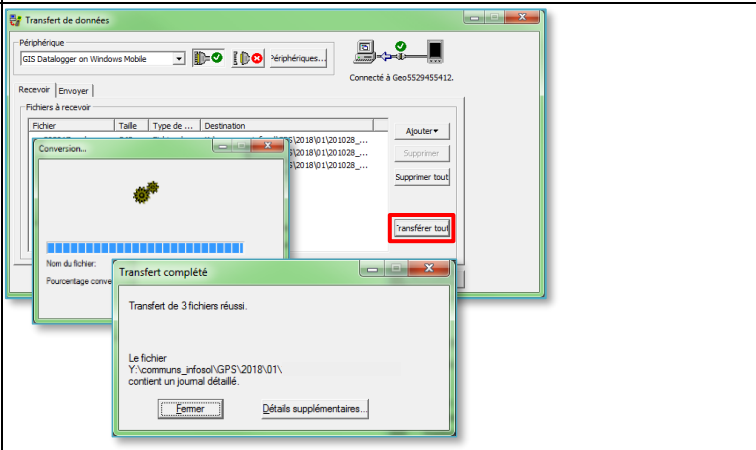 Transfert de données
Périphérique
GIS Datalogger on Windows Mobile
Périphériques...
Connecté à Geo5529455412.
Recevoir Envoyer
Fichiers à recevoir
Fichier Taille Type de ... Destination
S\2018\01\201028_...
S\2018\01\201028_...
S\2018\01\201028_...
Ajouter
Supprimer
Supprimer tout
Transférer tout
Conversion...
Nom du fichier:
Pourcentage conve
Transfert complété
Transfert de 3 fichiers réussi.
Le fichier
Y:\communs_infosol\GPS\2018\01\
contient un journal détaillé.
Fermer Détails supplémentaires...